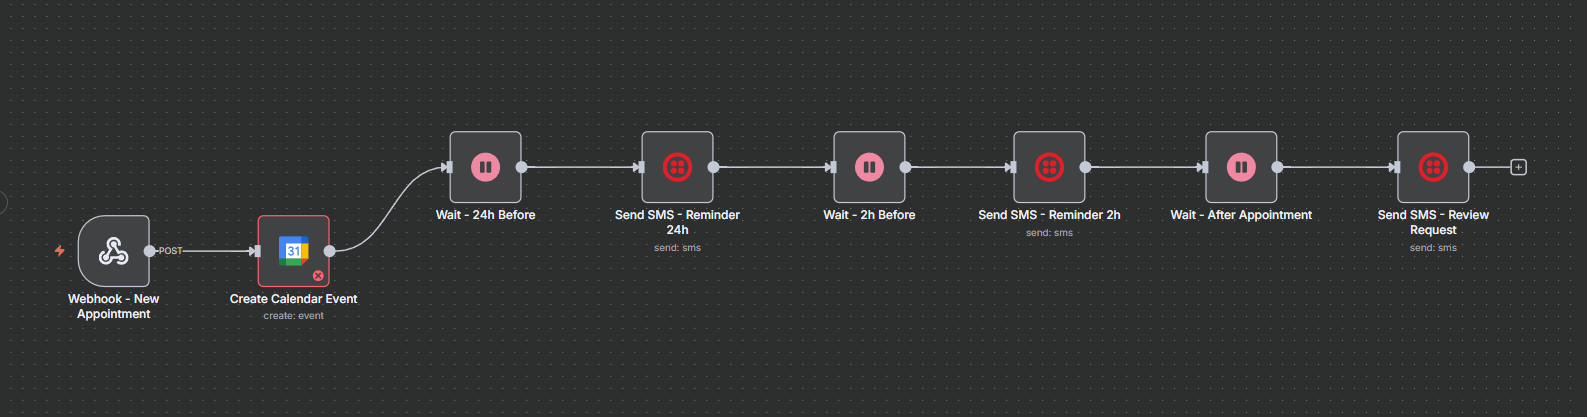 Wait - 24h Before
Send SMS - Reminder
24h
send: sms
Wait - 2h Before
Send SMS - Reminder 2h
send: sms
Wait - After Appointment
Send SMS - Review
Request
send: sms
POST
31
Webhook - New
Appointment
Create Calendar Event
create: event